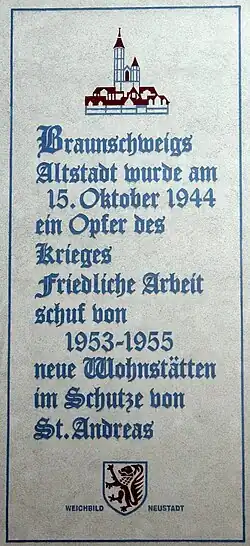 Braunschweigs
Altstadt wurde am
15. Oktober 1944
ein Opfer des
Krieges
Friedliche Arbeit
schuf von
1953-1955
neue Wohnstätten
im Schutze von
St. Andreas
WEICHBILD NEUSTADT